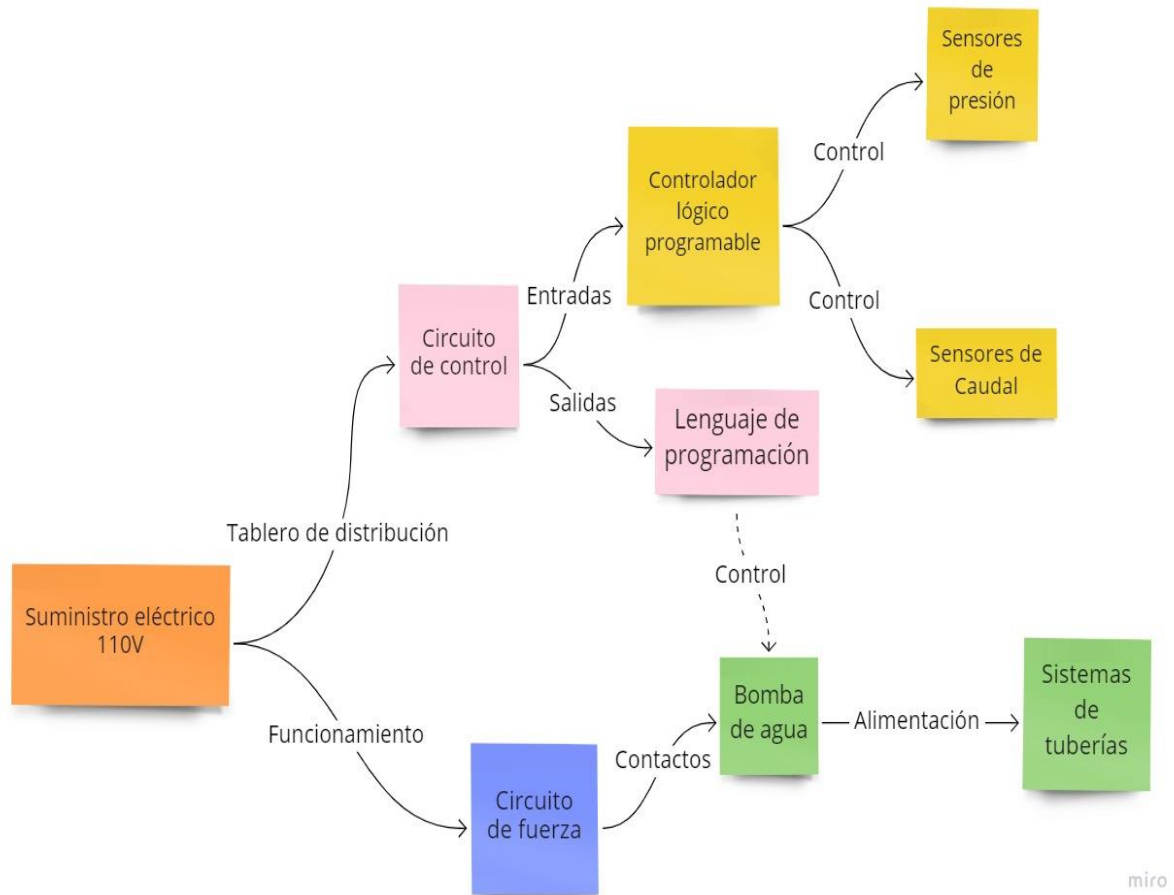 Sensores
de
presión
Control
Controlador
lógico
programable
Control
Entradas
Circuito
de control
Sensores de
Caudal
Salidas
Lenguaje de
programación
Tablero de distribución
Control
Suministro eléctrico
110V
Bomba
de agua
Alimentación
Sistemas
de
tuberías
Funcionamiento
Contactos
Circuito
de fuerza
miro